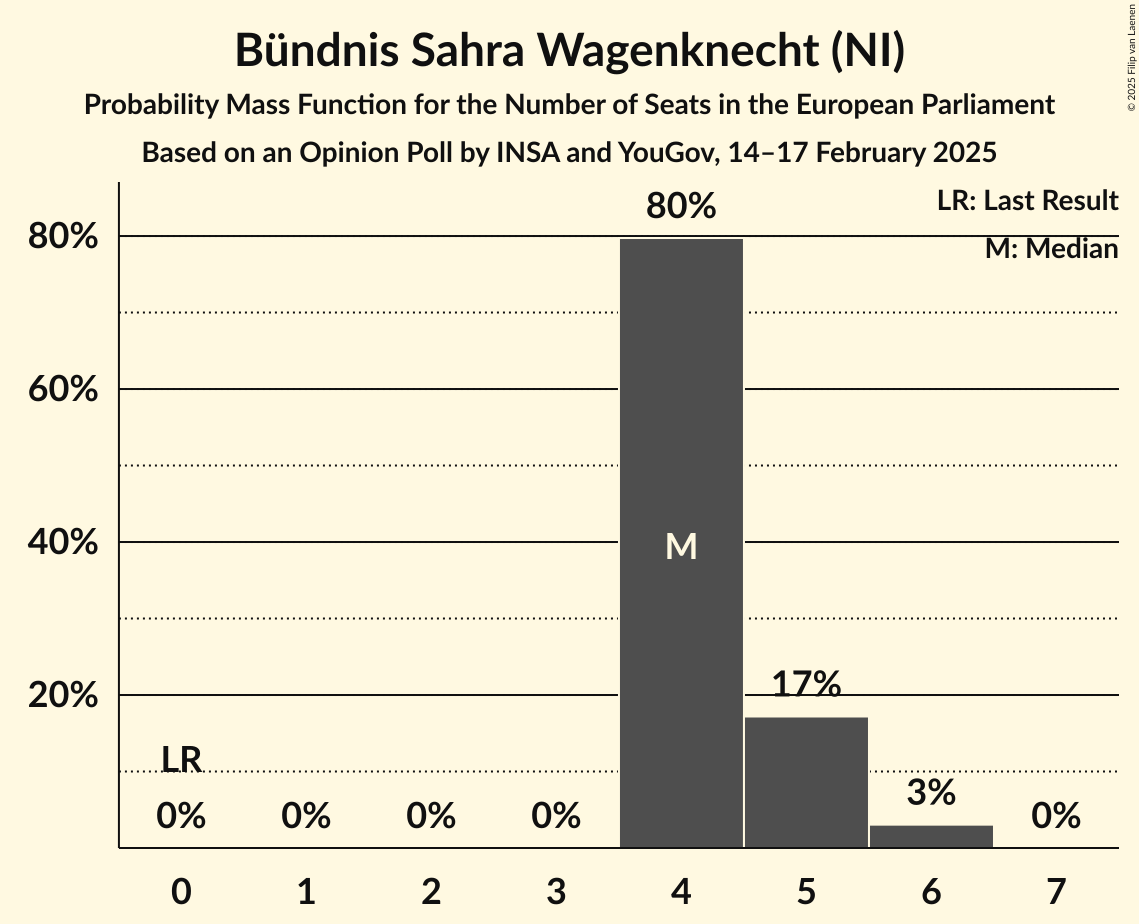 Bündnis Sahra Wagenknecht (NI)
Probability Mass Function for the Number of Seats in the European Parliament
Based on an Opinion Poll by INSA and YouGov, 14–17 February 2025
© 2025 Filip van Laenen
LR: Last Result
M: Median
80%
60%
40%
20%
LR
0%
0%
0%
0%
80%
M
17%
3%
0%
0
1
2
3
4
5
6
7